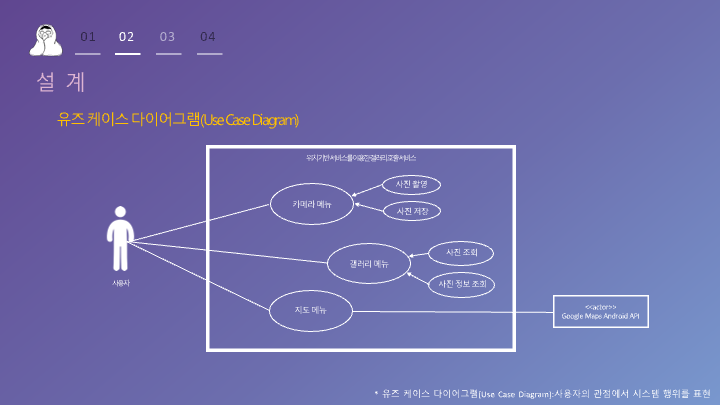 01 02 03 04
설 계
유즈 케이스 다이어그램(Use Case Diagram)
위치기반서비스를이용한갤러리호출서비스
사진 촬영
카메라 메뉴
사진 저장
사진 조회
갤러리 메뉴
사진 정보 조회
사용자
지도 메뉴
<<actor>>
Google Maps Android API
* 유즈 케이스 다이어그램(Use Case Diagram):사용자의 관점에서 시스템 행위를 표현